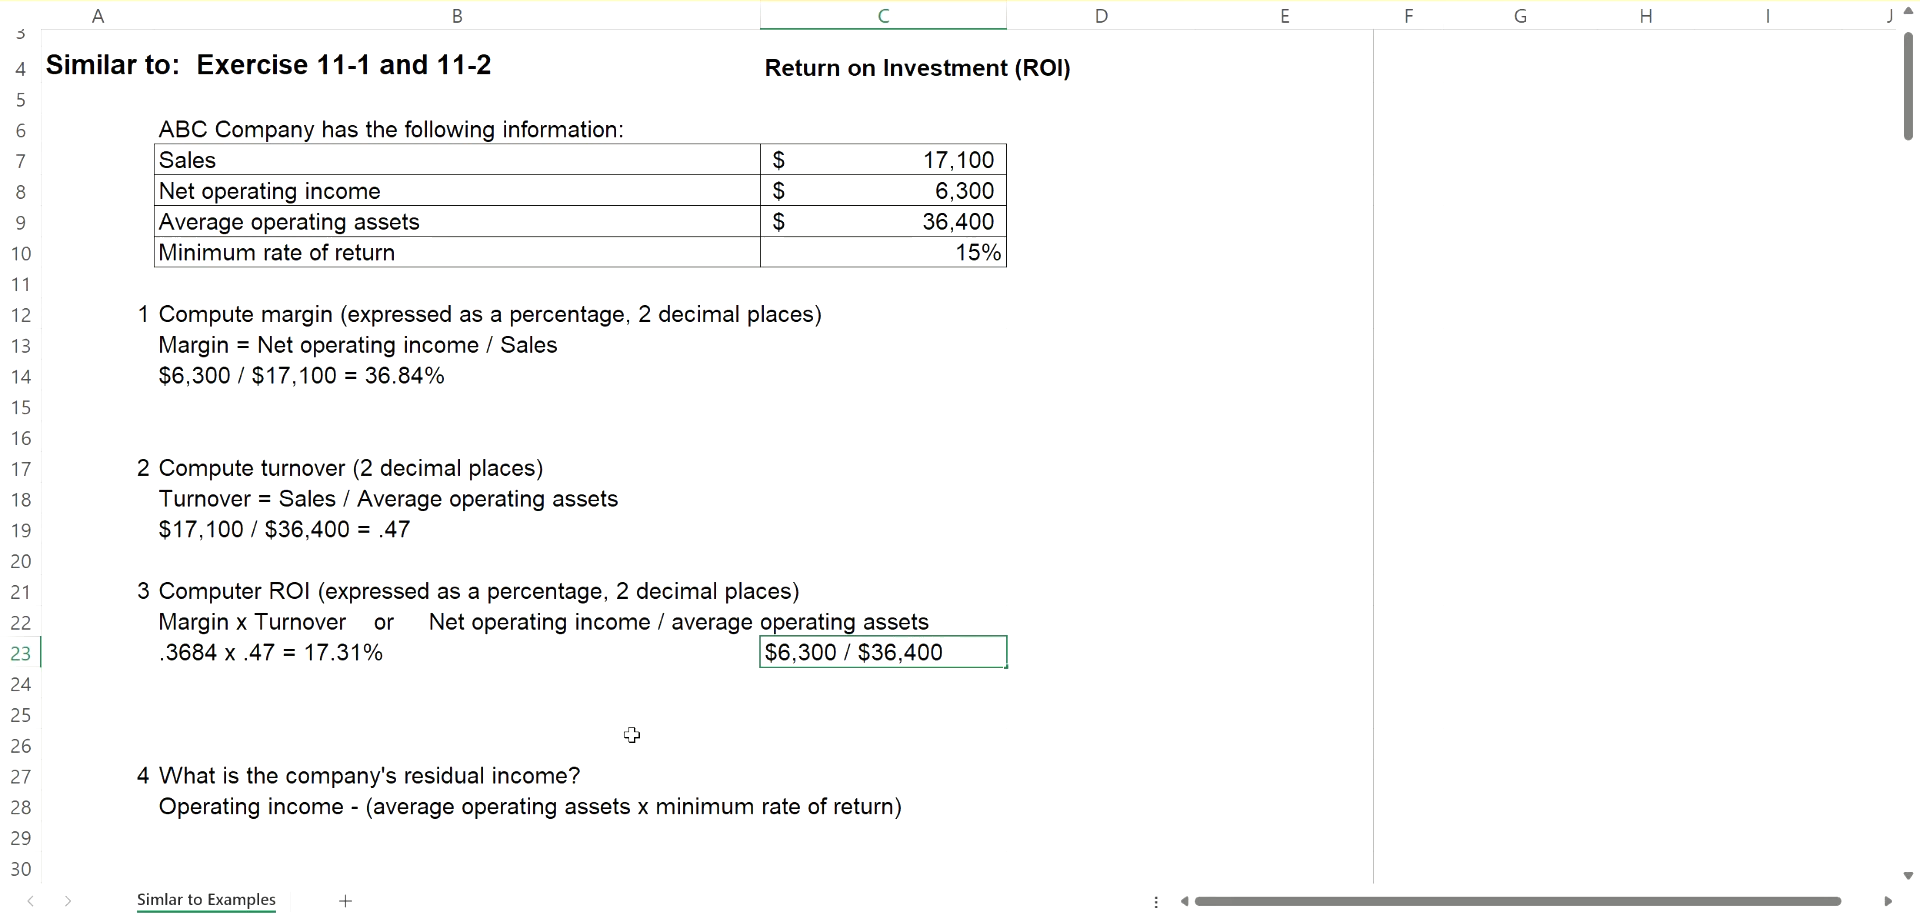 A B C D E F G H I J
3
4 Similar to: Exercise 11-1 and 11-2 Return on Investment (ROI)
5
6 ABC Company has the following information:
7 Sales $ 17,100
8 Net operating income $ 6,300
9 Average operating assets $ 36,400
10 Minimum rate of return 15%
11
12 1 Compute margin (expressed as a percentage, 2 decimal places)
13 Margin = Net operating income / Sales
14 $6,300 / $17,100 = 36.84%
15
16
17 2 Compute turnover (2 decimal places)
18 Turnover = Sales / Average operating assets
19 $17,100 / $36,400 = .47
20
21 3 Computer ROI (expressed as a percentage, 2 decimal places)
22 Margin x Turnover or Net operating income / average operating assets
23 .3684 x .47 = 17.31% $6,300 / $36,400
24
25
26
27 4 What is the company's residual income?
28 Operating income - (average operating assets x minimum rate of return)
29
30
Simlar to Examples